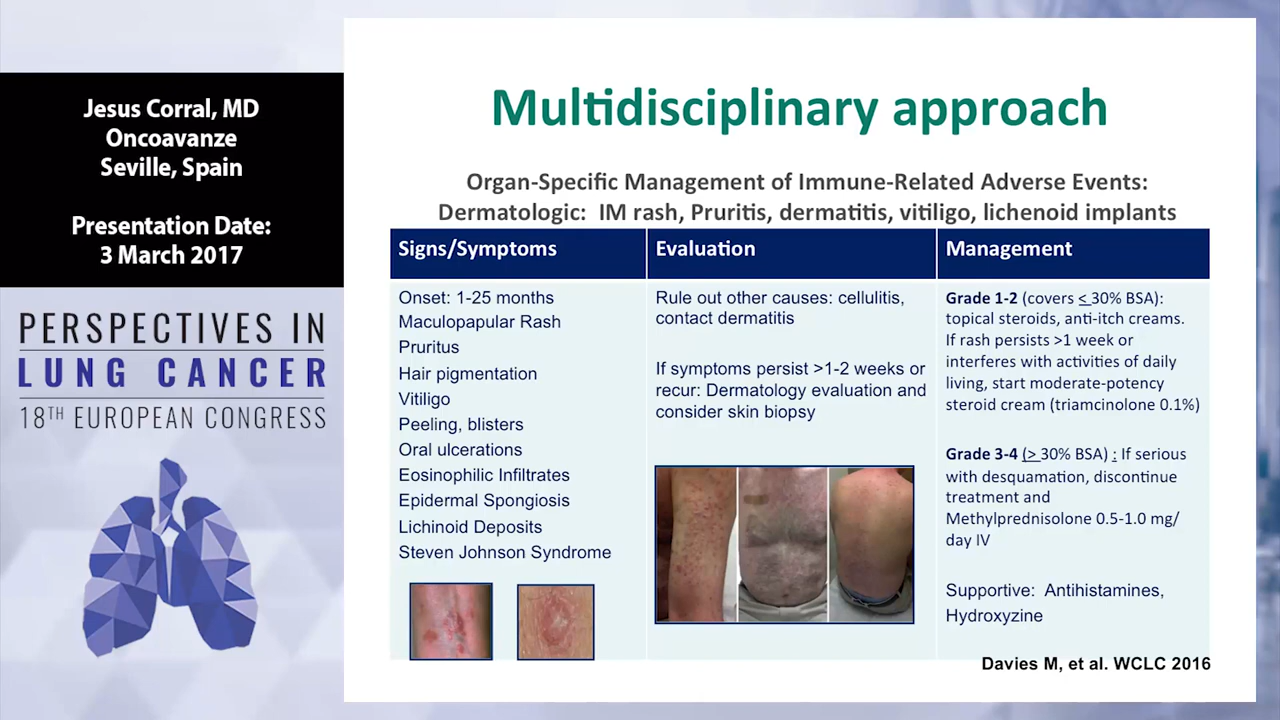 Jesus Corral, MD
Oncoavanze
Seville, Spain
Presentation Date:
3 March 2017
PERSPECTIVES IN
LUNG CANCER
18TH EUROPEAN CONGRESS
Multidisciplinary approach
Organ-Specific Management of Immune-Related Adverse Events:
Dermatologic: IM rash, Pruritis, dermatitis, vitiligo, lichenoid implants
Signs/Symptoms
Onset: 1-25 months
Maculopapular Rash
Pruritus
Hair pigmentation
Vitiligo
Peeling, blisters
Oral ulcerations
Eosinophilic Infiltrates
Epidermal Spongiosis
Lichinoid Deposits
Steven Johnson Syndrome
Evaluation
Rule out other causes: cellulitis,
contact dermatitis
If symptoms persist >1-2 weeks or
recur: Dermatology evaluation and
consider skin biopsy
Management
Grade 1-2 (covers < 30% BSA):
topical steroids, anti-itch creams.
If rash persists >1 week or
interferes with activities of daily
living, start moderate-potency
steroid cream (triamcinolone 0.1%)
Grade 3-4 (> 30% BSA) : If serious
with desquamation, discontinue
treatment and
Methylprednisolone 0.5-1.0 mg/
day IV
Supportive: Antihistamines,
Hydroxyzine
Davies M, et al. WCLC 2016